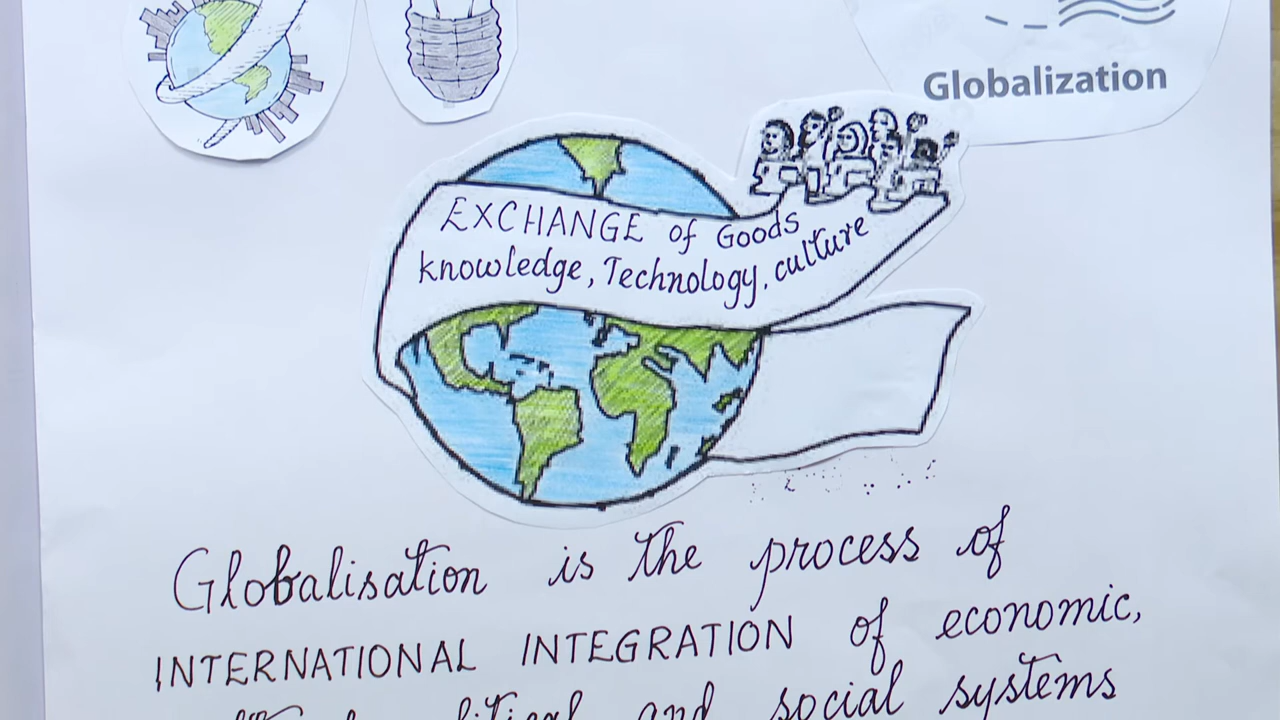 Globalization
EXCHANGE of Goods
knowledge, Technology, culture
Globalisation is the process of
INTERNATIONAL INTEGRATION of economic,
and social systems